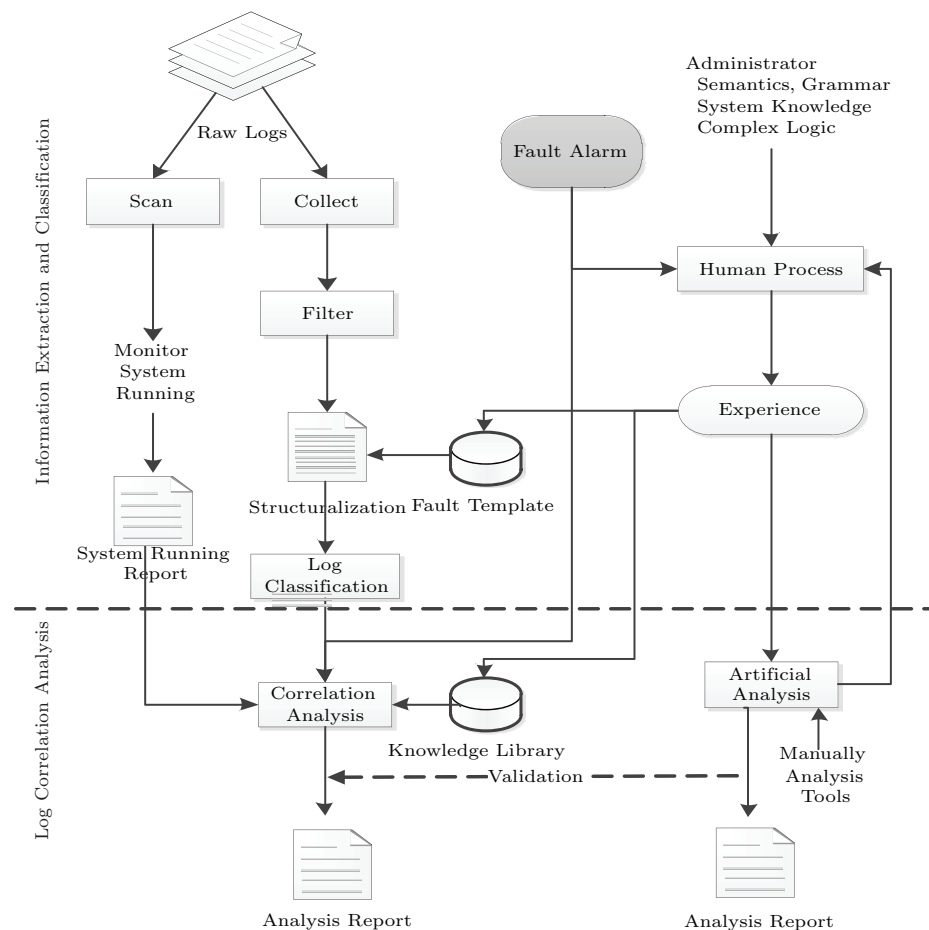 Administrator
Semantics, Grammar
System Knowledge
Complex Logic
Raw Logs
Fault Alarm
Information Extraction and Classification
Scan
Collect
Human Process
Filter
Monitor
System
Running
Experience
Structuralization
Fault Template
System Running
Report
Log
Classification
Log Correlation Analysis
Correlation
Analysis
Artificial
Analysis
Knowledge Library
Manually
Analysis
Tools
Validation
Analysis Report
Analysis Report